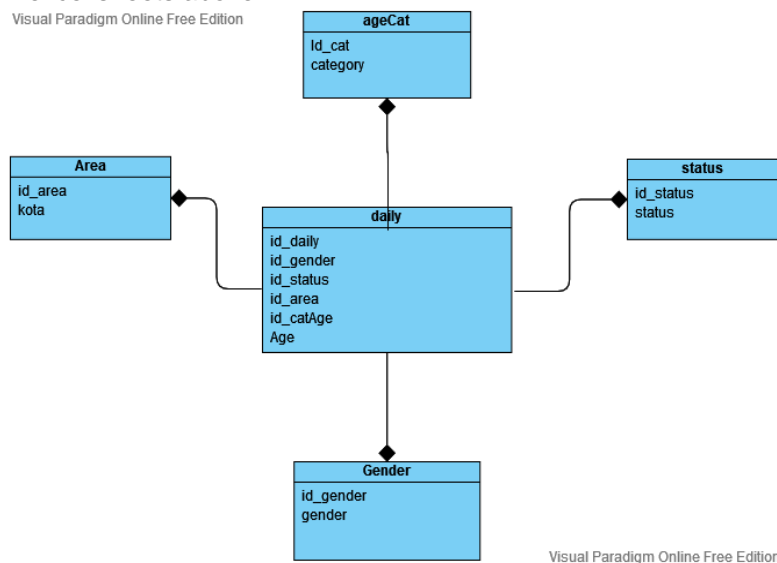 Visual Paradigm Online Free Edition
ageCat
Id_cat
category
Area
id_area
kota
status
id_status
status
daily
id_daily
id_gender
id_status
id_area
id_catAge
Age
Gender
id_gender
gender
Visual Paradigm Online Free Edition